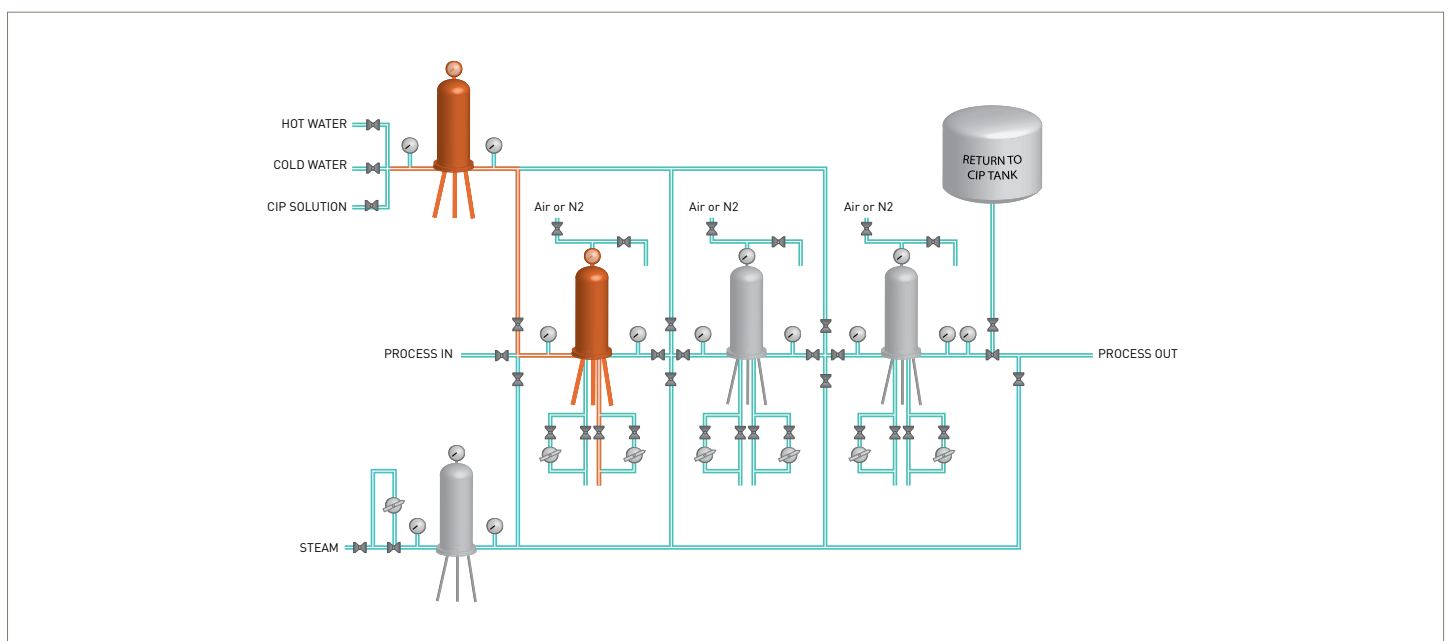 HOT WATER
COLD WATER
CIP SOLUTION
RETURN TO
CIP TANK
Air or N2
Air or N2
Air or N2
PROCESS IN
PROCESS OUT
STEAM